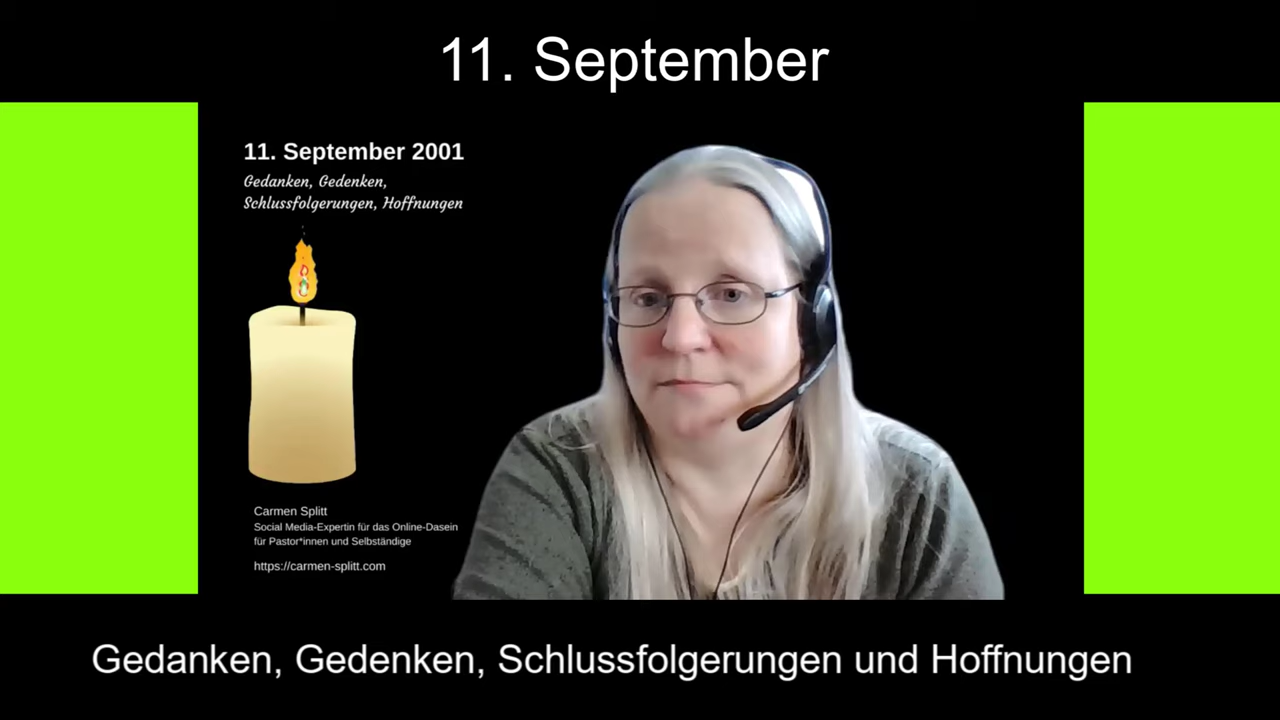 11. September
11. September 2001
Gedanken, Gedenken,
Schlussfolgerungen, Hoffnungen
Carmen Splitt
Social Media-Expertin für das Online-Dasein
für Pastor*innen und Selbständige
https://carmen-splitt.com
Gedanken, Gedenken, Schlussfolgerungen und Hoffnungen